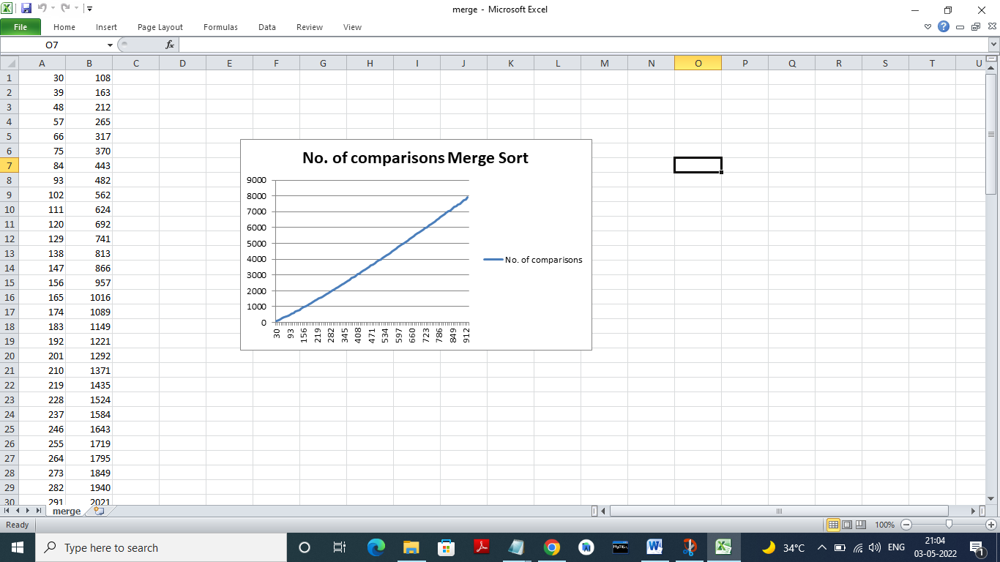 merge - Microsoft Excel
File Home Insert Page Layout Formulas Data Review View
O7 fx
A B C D E F G H I J K L M N O P Q R S T U
1 30 108
2 39 163
3 48 212
4 57 265
5 66 317
6 75 370
7 84 443
8 93 482
9 102 562
10 111 624
11 120 692
12 129 741
13 138 813
14 147 866
15 156 957
16 165 1016
17 174 1089
18 183 1149
19 192 1221
20 201 1292
21 210 1371
22 219 1435
23 228 1524
24 237 1584
25 246 1643
26 255 1719
27 264 1795
28 273 1849
29 282 1940
30 291 2021
No. of comparisons Merge Sort
9000
8000
7000
6000
5000
4000
3000
2000
1000
0
30 93 156 219 282 345 408 471 534 597 660 723 786 849 912
No. of comparisons
merge
Ready 100%
Type here to search
MySQL
34°C ENG
21:04
03-05-2022
1